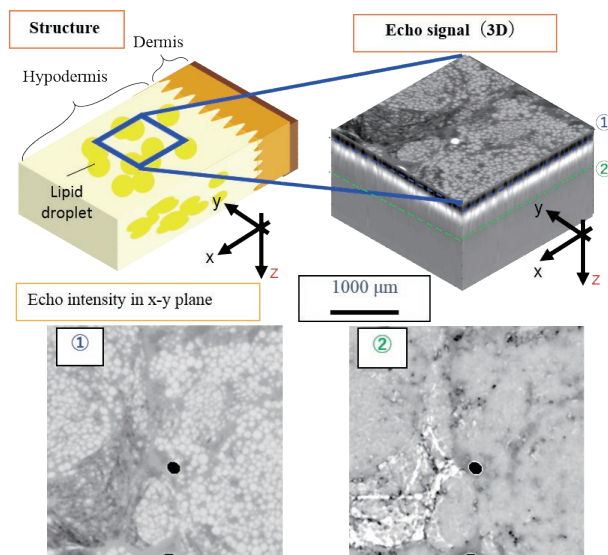 Structure
Echo signal（3D）
Dermis
Hypodermis
Lipid
droplet
y
x
z
①
②
y
x
z
Echo intensity in x-y plane
1000 μm
①
②